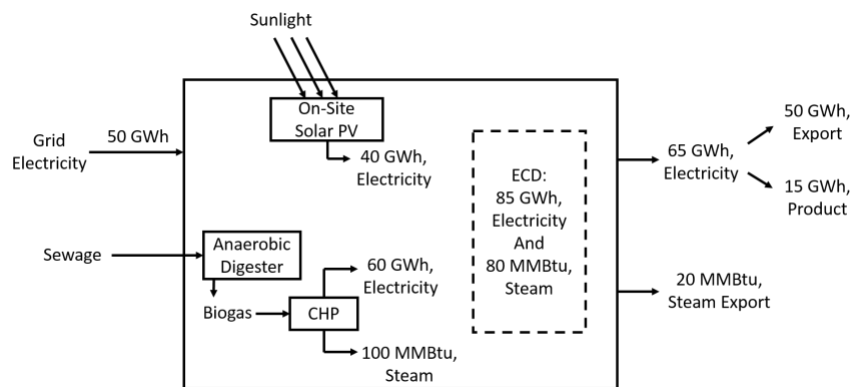 Sunlight
On-Site
Solar PV
40 GWh,
Electricity
Grid
Electricity
50 GWh
Sewage
Anaerobic
Digester
Biogas
CHP
60 GWh,
Electricity
100 MMBtu,
Steam
ECD:
85 GWh,
Electricity
And
80 MMBtu,
Steam
65 GWh,
Electricity
50 GWh,
Export
15 GWh,
Product
20 MMBtu,
Steam Export